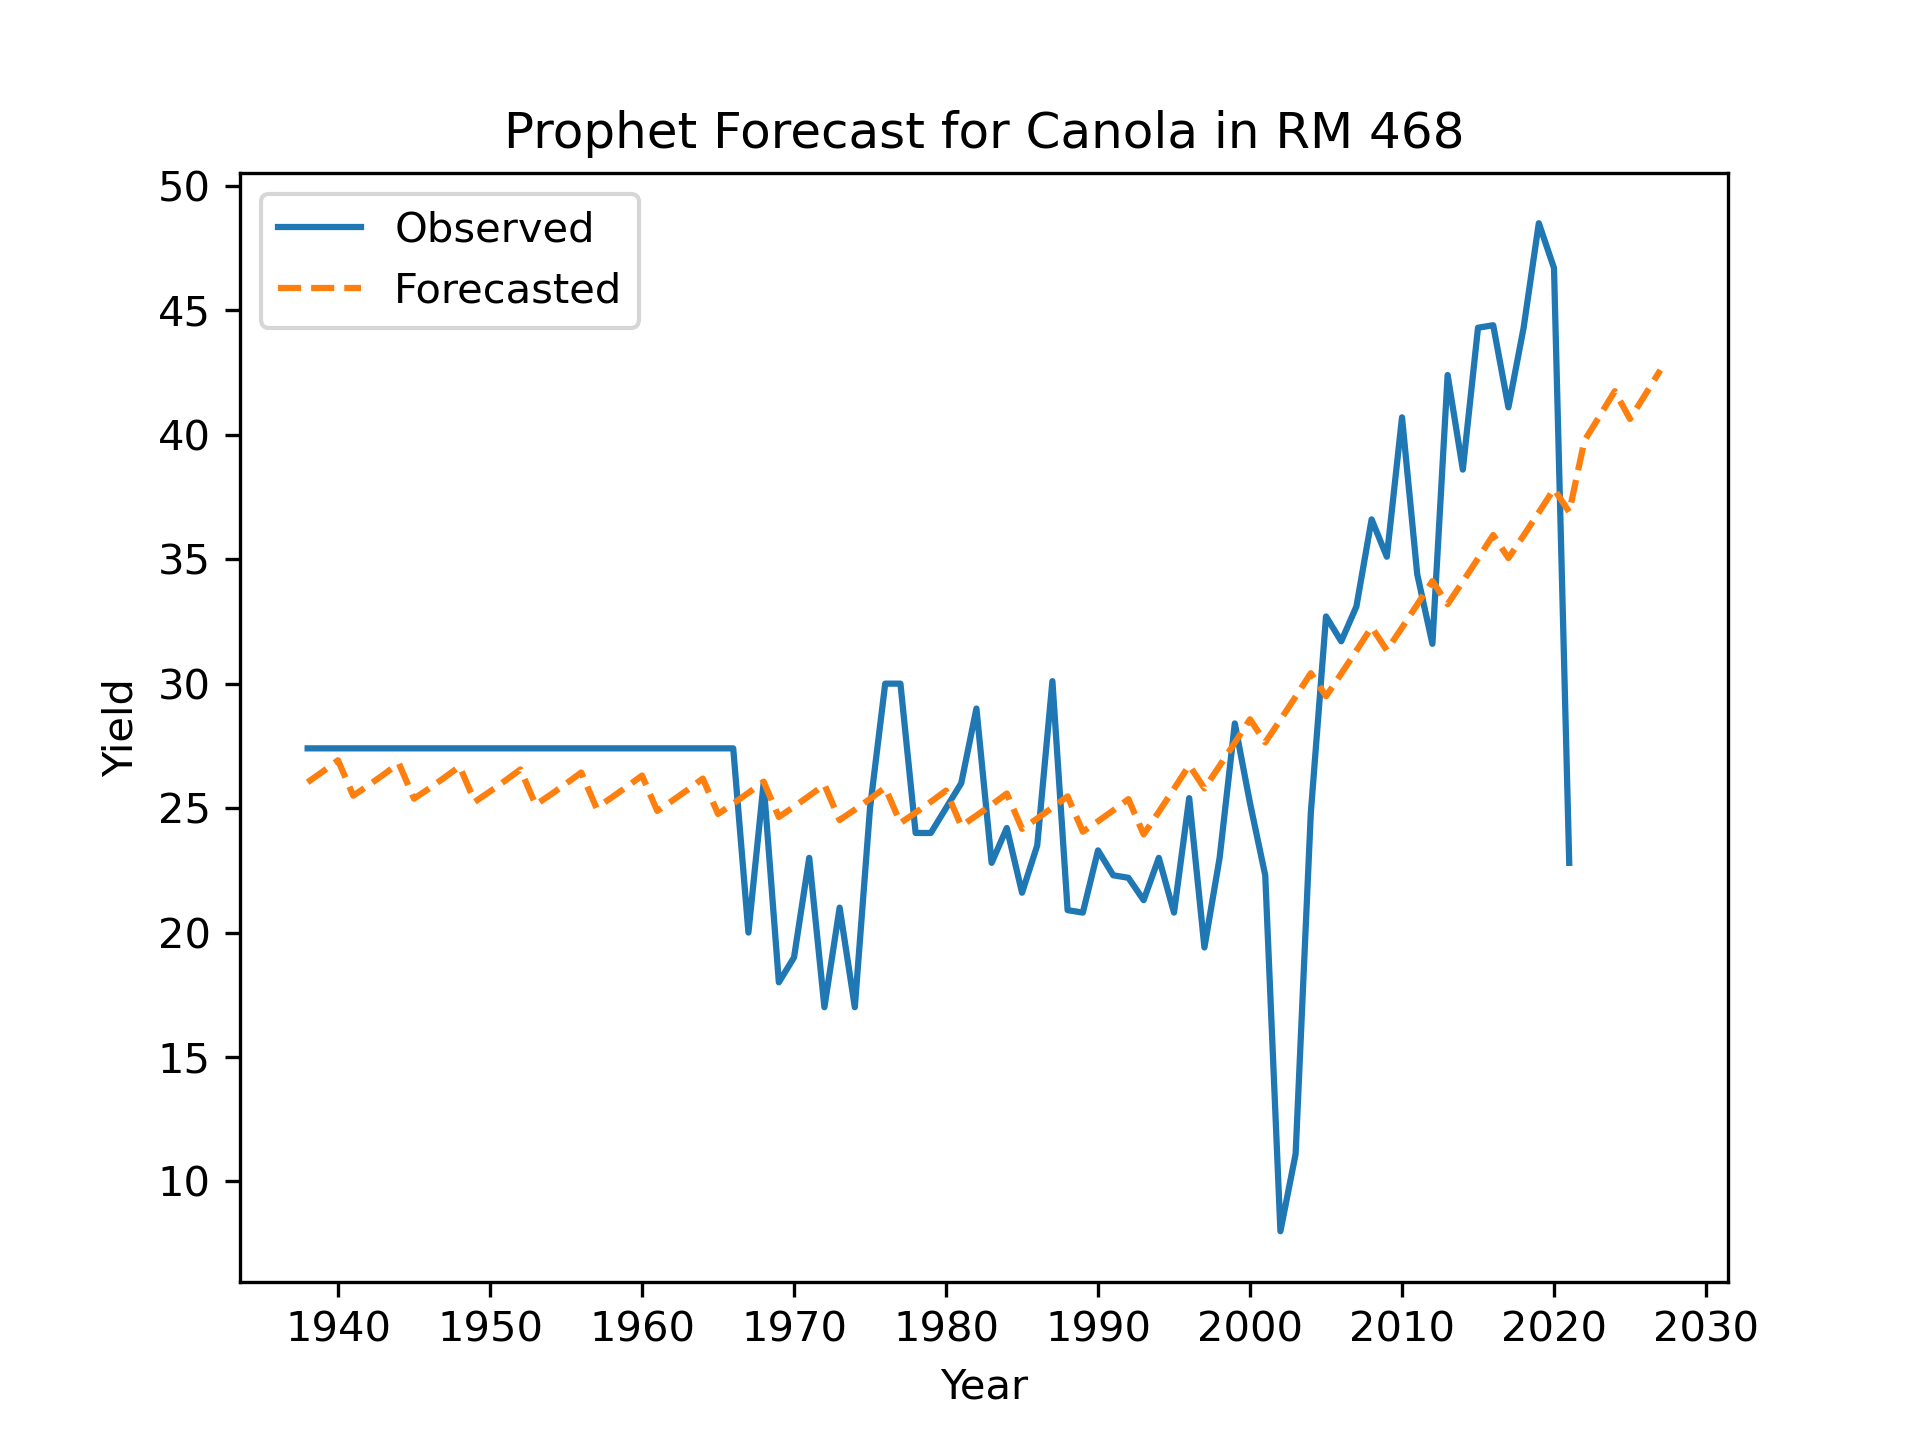 Prophet Forecast for Canola in RM 468
50
Observed
Forecasted
45
40
35
30
25
20
15
10
Yield
1940 1950 1960 1970 1980 1990 2000 2010 2020 2030
Year